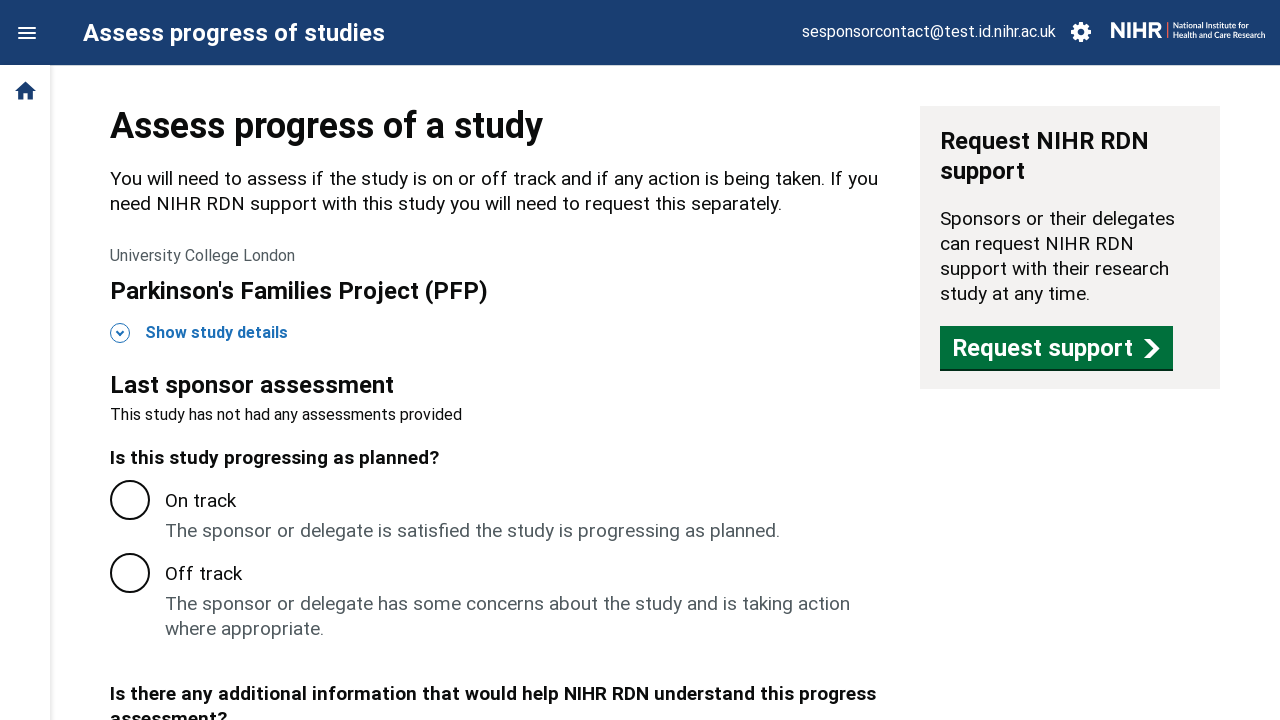 Assess progress of studies
sesponsorcontact@test.id.nihr.ac.uk
NIHR
National Institute for
Health and Care Research
Assess progress of a study
You will need to assess if the study is on or off track and if any action is being taken. If you
need NIHR RDN support with this study you will need to request this separately.
University College London
Parkinson's Families Project (PFP)
Show study details
Last sponsor assessment
This study has not had any assessments provided
Is this study progressing as planned?
On track
The sponsor or delegate is satisfied the study is progressing as planned.
Off track
The sponsor or delegate has some concerns about the study and is taking action
where appropriate.
Is there any additional information that would help NIHR RDN understand this progress
assessment?
Request NIHR RDN
support
Sponsors or their delegates
can request NIHR RDN
support with their research
study at any time.
Request support